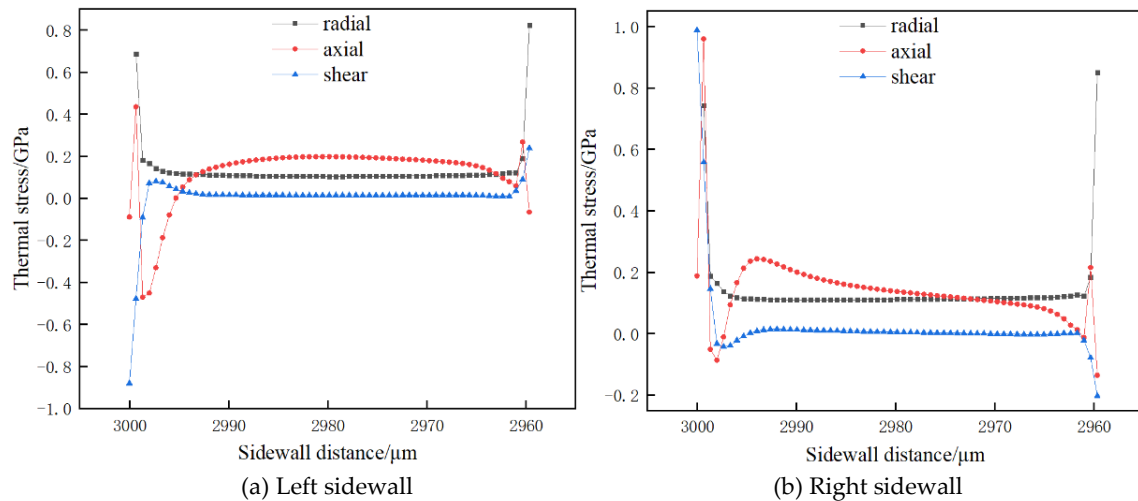 0.8
0.6
0.4
0.2
0.0
−0.2
−0.4
−0.6
−0.8
−1.0
Thermal stress/GPa
radial
axial
shear
3000
2990
2980
2970
2960
Sidewall distance/μm
(a) Left sidewall
1.0
0.8
0.6
0.4
0.2
0.0
−0.2
Thermal stress/GPa
radial
axial
shear
3000
2990
2980
2970
2960
Sidewall distance/μm
(b) Right sidewall